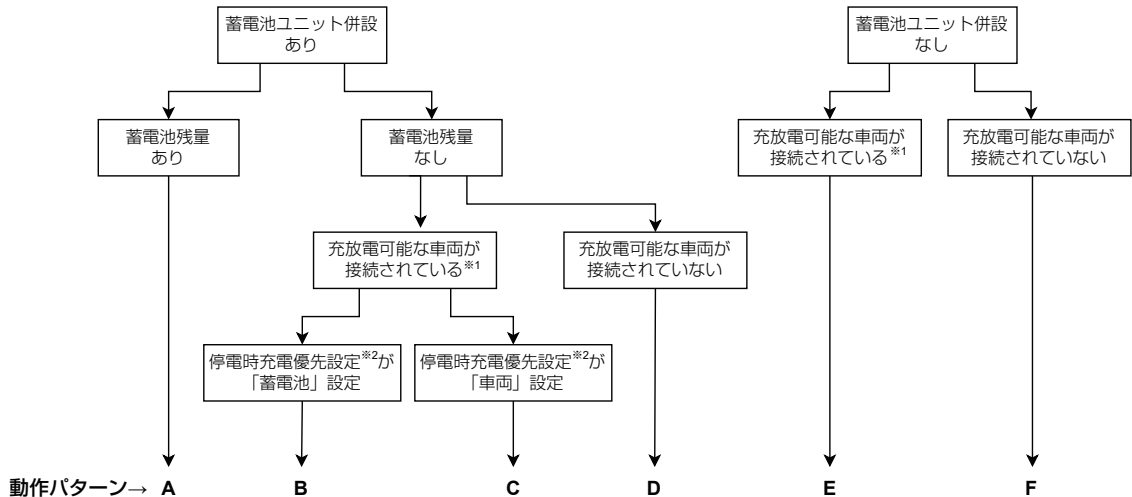 蓄電池ユニット併設
あり
蓄電池ユニット併設
なし
蓄電池残量
あり
蓄電池残量
なし
充放電可能な車両が
接続されている※1
充放電可能な車両が
接続されていない
充放電可能な車両が
接続されている※1
充放電可能な車両が
接続されていない
停電時充電優先設定※2が
「蓄電池」設定
停電時充電優先設定※2が
「車両」設定
動作パターン→ A B C D E F